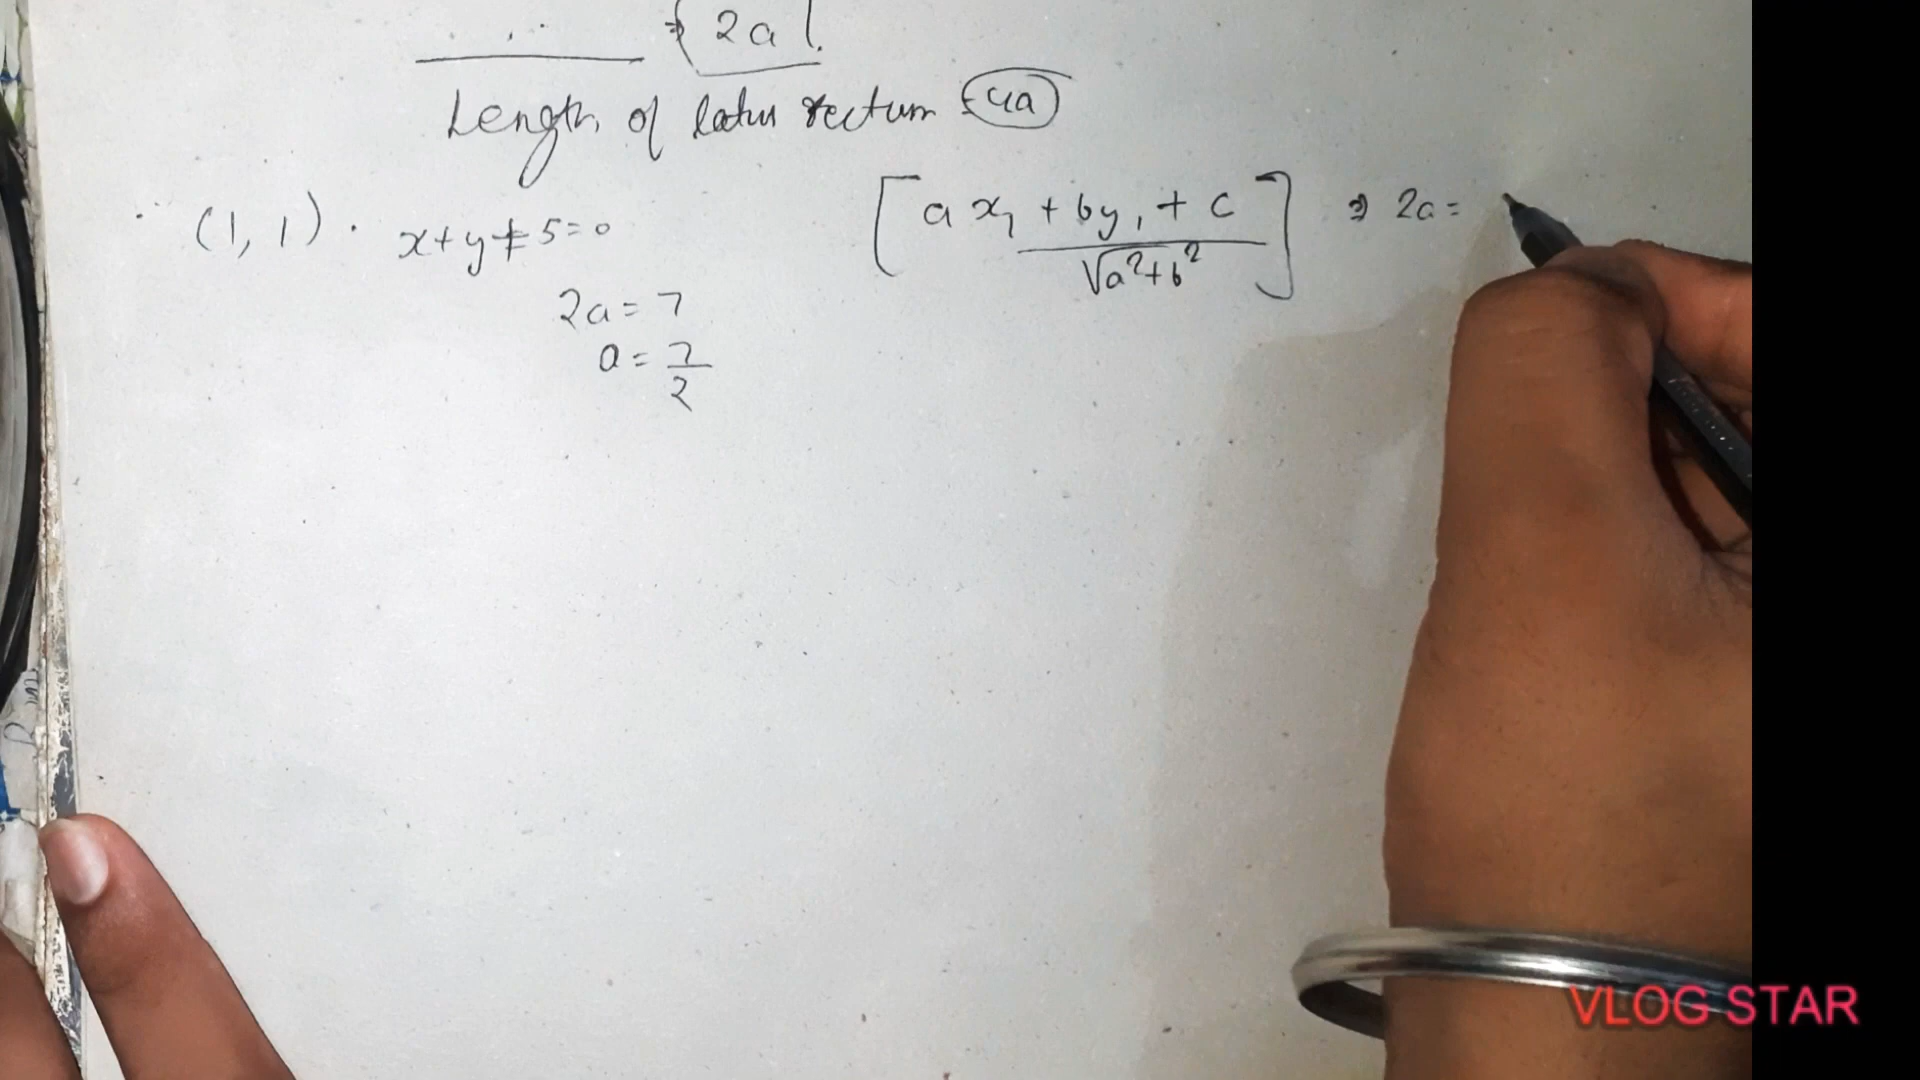 ⇒ 2a
Length of latus rectum = 4a
(1, 1). x+y+5=0
[ax₁ + by₁ + c / √a²+b²] ⇒ 2a =
2a = 7
a = 7/2
VLOG STAR